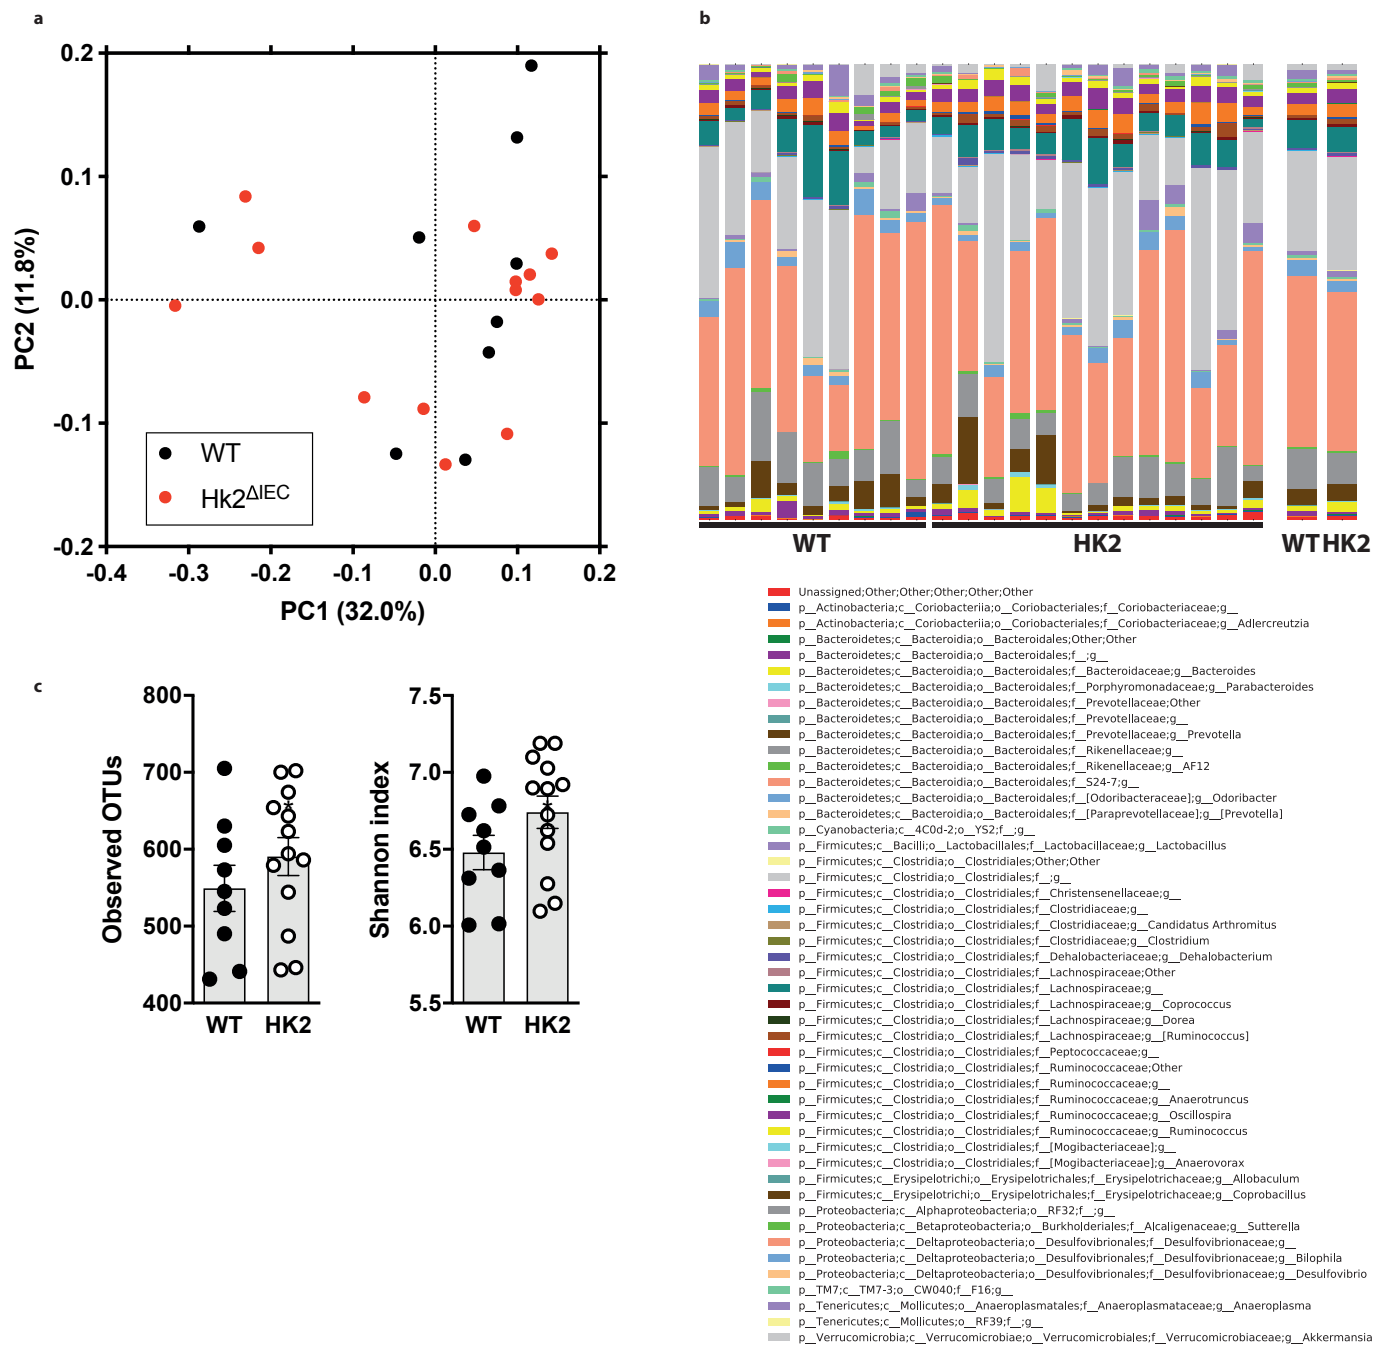 a
0.2
0.1
0.0
-0.1
-0.2
PC2 (11.8%)
-0.4
-0.3
-0.2
-0.1
0.0
0.1
0.2
PC1 (32.0%)
WT
Hk2ΔIEC
b
WT
HK2
WT HK2
Unassigned;Other;Other;Other;Other;Other
p__Actinobacteria;c__Coriobacteriia;o__Coriobacteriales;f__Coriobacteriaceae;g__
p__Actinobacteria;c__Coriobacteriia;o__Coriobacteriales;f__Coriobacteriaceae;g__Adlercreutzia
p__Bacteroidetes;c__Bacteroidia;o__Bacteroidales;Other;Other
p__Bacteroidetes;c__Bacteroidia;o__Bacteroidales;f__;g__
p__Bacteroidetes;c__Bacteroidia;o__Bacteroidales;f__Bacteroidaceae;g__Bacteroides
p__Bacteroidetes;c__Bacteroidia;o__Bacteroidales;f__Porphyromonadaceae;g__Parabacteroides
p__Bacteroidetes;c__Bacteroidia;o__Bacteroidales;f__Prevotellaceae;Other
p__Bacteroidetes;c__Bacteroidia;o__Bacteroidales;f__Prevotellaceae;g__
p__Bacteroidetes;c__Bacteroidia;o__Bacteroidales;f__Prevotellaceae;g__Prevotella
p__Bacteroidetes;c__Bacteroidia;o__Bacteroidales;f__Rikenellaceae;g__
p__Bacteroidetes;c__Bacteroidia;o__Bacteroidales;f__Rikenellaceae;g__AF12
p__Bacteroidetes;c__Bacteroidia;o__Bacteroidales;f__S24-7;g__
p__Bacteroidetes;c__Bacteroidia;o__Bacteroidales;f__[Odoribacteraceae];g__Odoribacter
p__Bacteroidetes;c__Bacteroidia;o__Bacteroidales;f__[Paraprevotellaceae];g__[Prevotella]
p__Cyanobacteria;c__4C0d-2;o__YS2;f__;g__
p__Firmicutes;c__Bacilli;o__Lactobacillales;f__Lactobacillaceae;g__Lactobacillus
p__Firmicutes;c__Clostridia;o__Clostridiales;Other;Other
p__Firmicutes;c__Clostridia;o__Clostridiales;f__;g__
p__Firmicutes;c__Clostridia;o__Clostridiales;f__Christensenellaceae;g__
p__Firmicutes;c__Clostridia;o__Clostridiales;f__Clostridiaceae;g__
p__Firmicutes;c__Clostridia;o__Clostridiales;f__Clostridiaceae;g__Candidatus Arthromitus
p__Firmicutes;c__Clostridia;o__Clostridiales;f__Clostridiaceae;g__Clostridium
p__Firmicutes;c__Clostridia;o__Clostridiales;f__Dehalobacteriaceae;g__Dehalobacterium
p__Firmicutes;c__Clostridia;o__Clostridiales;f__Lachnospiraceae;Other
p__Firmicutes;c__Clostridia;o__Clostridiales;f__Lachnospiraceae;g__
p__Firmicutes;c__Clostridia;o__Clostridiales;f__Lachnospiraceae;g__Coprococcus
p__Firmicutes;c__Clostridia;o__Clostridiales;f__Lachnospiraceae;g__Dorea
p__Firmicutes;c__Clostridia;o__Clostridiales;f__Lachnospiraceae;g__[Ruminococcus]
p__Firmicutes;c__Clostridia;o__Clostridiales;f__Peptococcaceae;g__
p__Firmicutes;c__Clostridia;o__Clostridiales;f__Ruminococcaceae;Other
p__Firmicutes;c__Clostridia;o__Clostridiales;f__Ruminococcaceae;g__
p__Firmicutes;c__Clostridia;o__Clostridiales;f__Ruminococcaceae;g__Anaerotruncus
p__Firmicutes;c__Clostridia;o__Clostridiales;f__Ruminococcaceae;g__Oscillospira
p__Firmicutes;c__Clostridia;o__Clostridiales;f__Ruminococcaceae;g__Ruminococcus
p__Firmicutes;c__Clostridia;o__Clostridiales;f__[Mogibacteriaceae];g__
p__Firmicutes;c__Clostridia;o__Clostridiales;f__[Mogibacteriaceae];g__Anaerovorax
p__Firmicutes;c__Erysipelotrichi;o__Erysipelotrichales;f__Erysipelotrichaceae;g__Allobaculum
p__Firmicutes;c__Erysipelotrichi;o__Erysipelotrichales;f__Erysipelotrichaceae;g__Coprobacillus
p__Proteobacteria;c__Alphaproteobacteria;o__RF32;f__;g__
p__Proteobacteria;c__Betaproteobacteria;o__Burkholderiales;f__Alcaligenaceae;g__Sutterella
p__Proteobacteria;c__Deltaproteobacteria;o__Desulfovibrionales;f__Desulfovibrionaceae;g__
p__Proteobacteria;c__Deltaproteobacteria;o__Desulfovibrionales;f__Desulfovibrionaceae;g__Bilophila
p__Proteobacteria;c__Deltaproteobacteria;o__Desulfovibrionales;f__Desulfovibrionaceae;g__Desulfovibrio
p__TM7;c__TM7-3;o__CW040;f__F16;g__
p__Tenericutes;c__Mollicutes;o__Anaeroplasmatales;f__Anaeroplasmataceae;g__Anaeroplasma
p__Tenericutes;c__Mollicutes;o__RF39;f__;g__
p__Verrucomicrobia;c__Verrucomicrobiae;o__Verrucomicrobiales;f__Verrucomicrobiaceae;g__Akkermansia
c
800
700
600
500
400
Observed OTUs
*
WT
HK2
7.5
7.0
6.5
6.0
5.5
Shannon index
*
WT
HK2